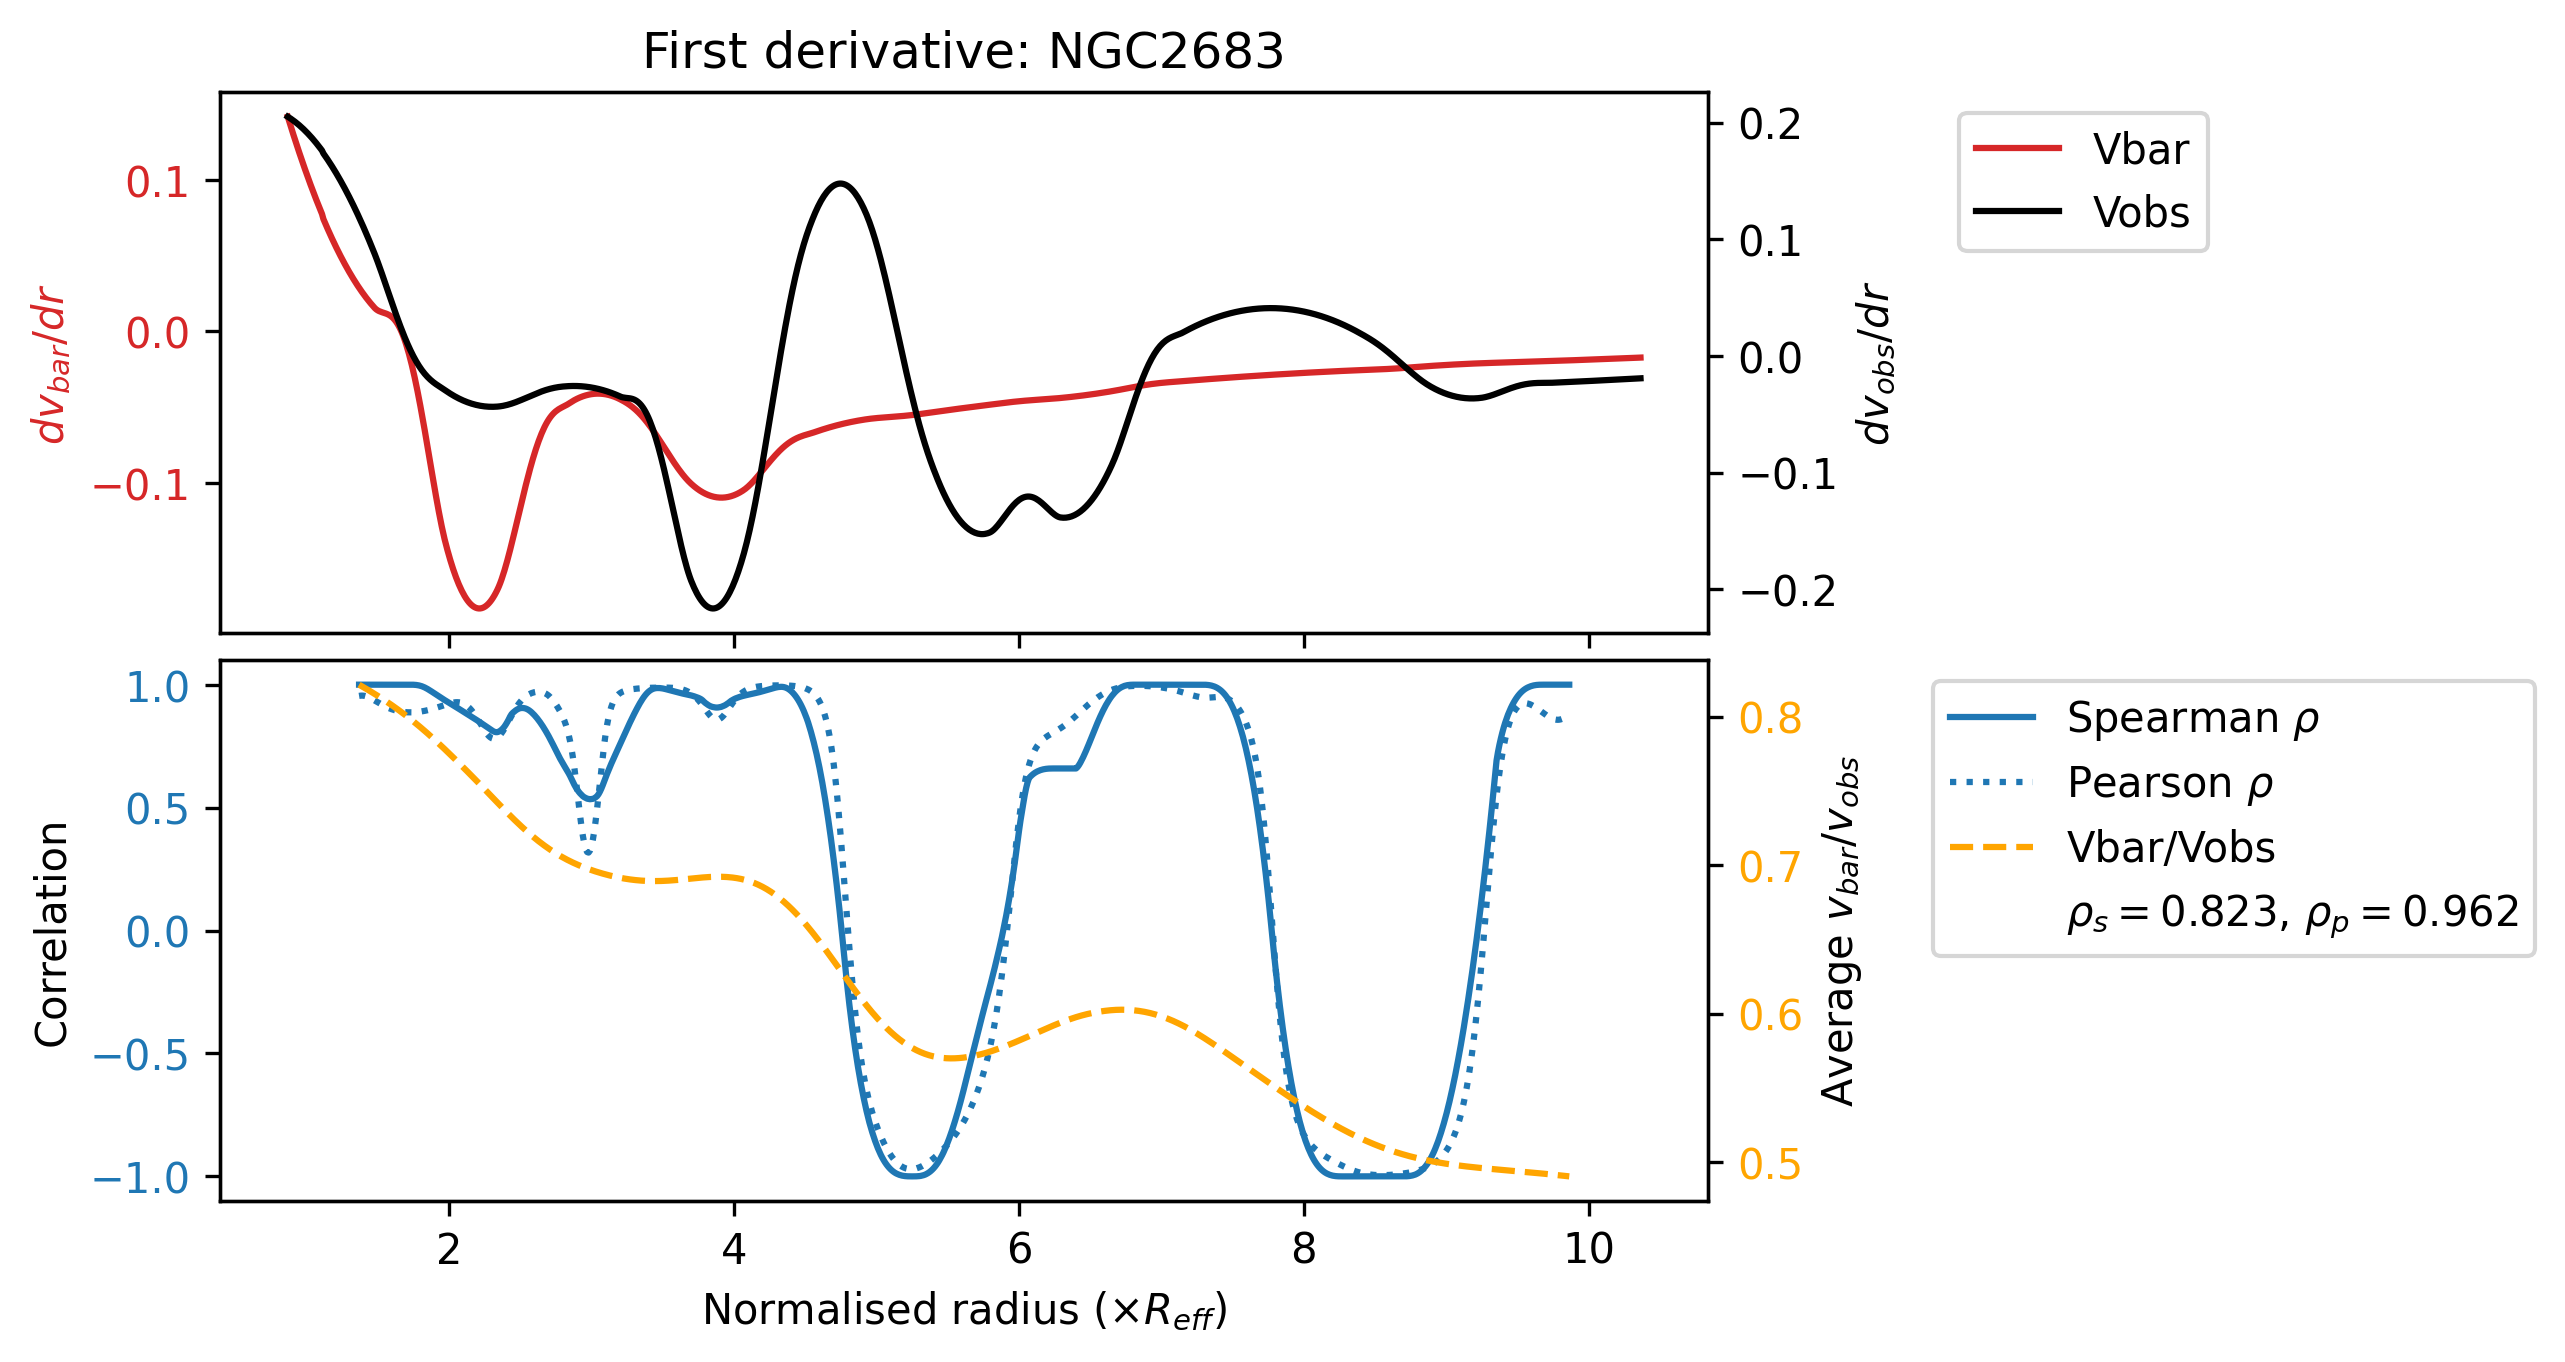 First derivative: NGC2683
0.1
0.0
−0.1
dv_bar/dr
0.2
0.1
0.0
−0.1
−0.2
dv_obs/dr
Vbar
Vobs
1.0
0.5
0.0
−0.5
−1.0
Correlation
0.8
0.7
0.6
0.5
Average v_bar/v_obs
Spearman ρ
Pearson ρ
Vbar/Vobs
ρ_s = 0.823, ρ_p = 0.962
2 4 6 8 10
Normalised radius (×R_eff)